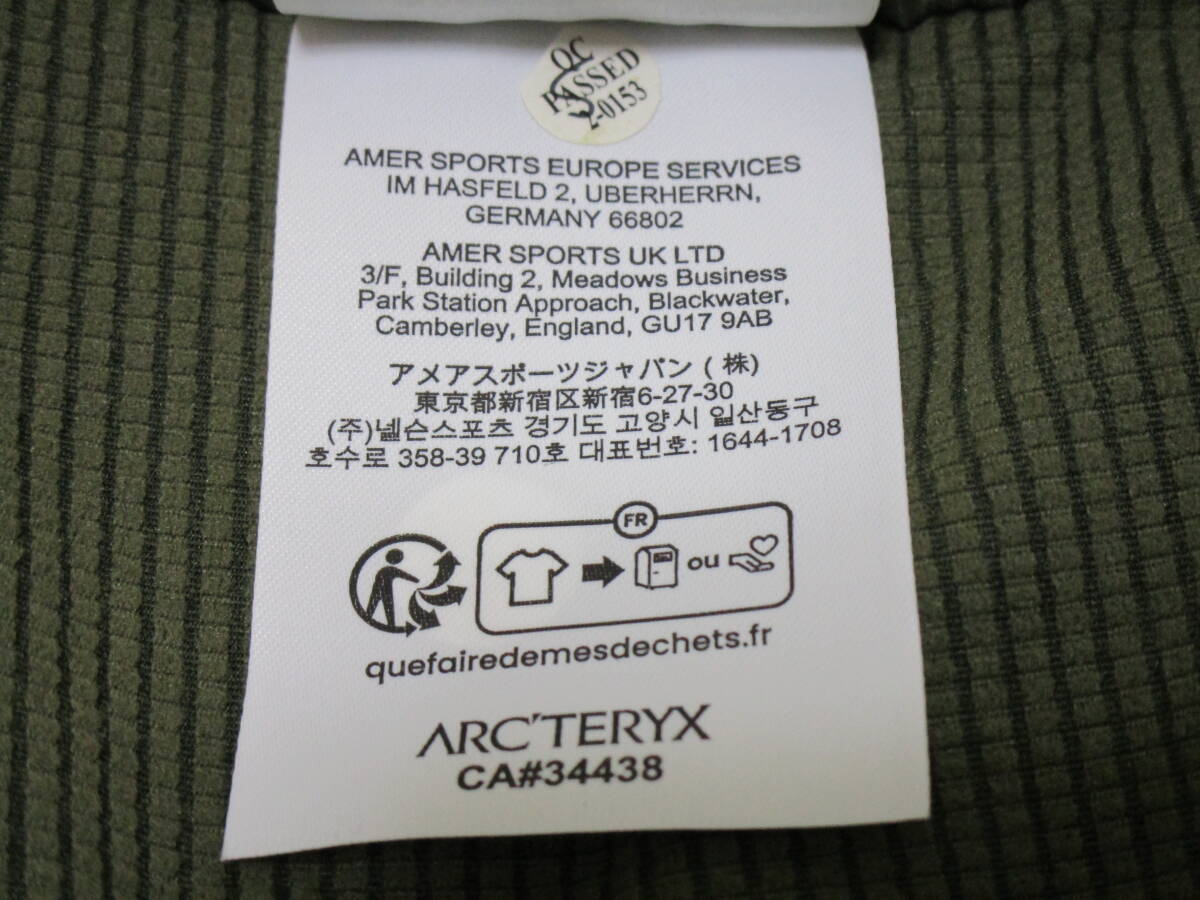 QC
PASSED
2-0153
AMER SPORTS EUROPE SERVICES
IM HASFELD 2, UBERHERRN,
GERMANY 66802
AMER SPORTS UK LTD
3/F, Building 2, Meadows Business
Park Station Approach, Blackwater,
Camberley, England, GU17 9AB
アメアスポーツジャパン (株)
東京都新宿区新宿6-27-30
(주)넬슨스포츠 경기도 고양시 일산동구
호수로 358-39 710호 대표번호: 1644-1708
FR
ou
quefairedemesdechets.fr
ARC'TERYX
CA#34438